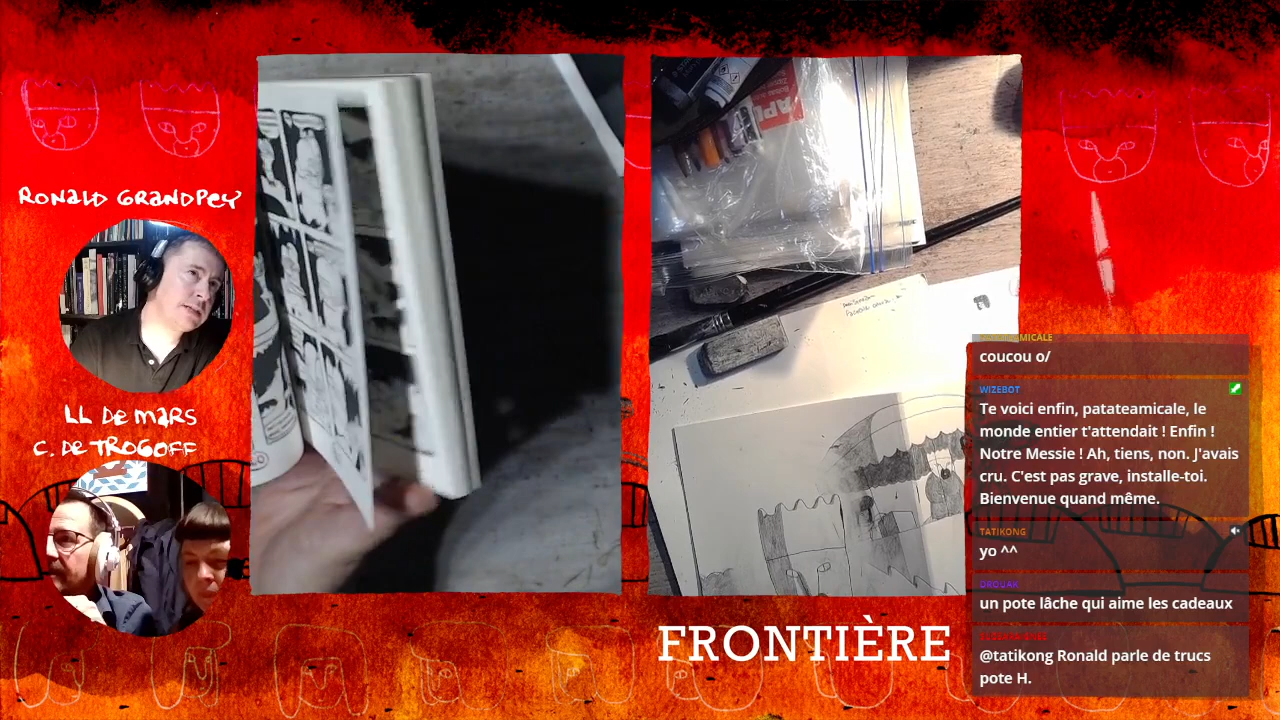 RONALD GRANDPEY
LL DE MARS
C. DE TROGOFF
FRONTIÈRE
coucou o/
WIZEBOT
Te voici enfin, patateamicale, le
monde entier t'attendait ! Enfin !
Notre Messie ! Ah, tiens, non. J'avais
cru. C'est pas grave, installe-toi.
Bienvenue quand même.
TATIKONG
yo ^^
DROUAK
un pote lâche qui aime les cadeaux
@tatikong Ronald parle de trucs
pote H.